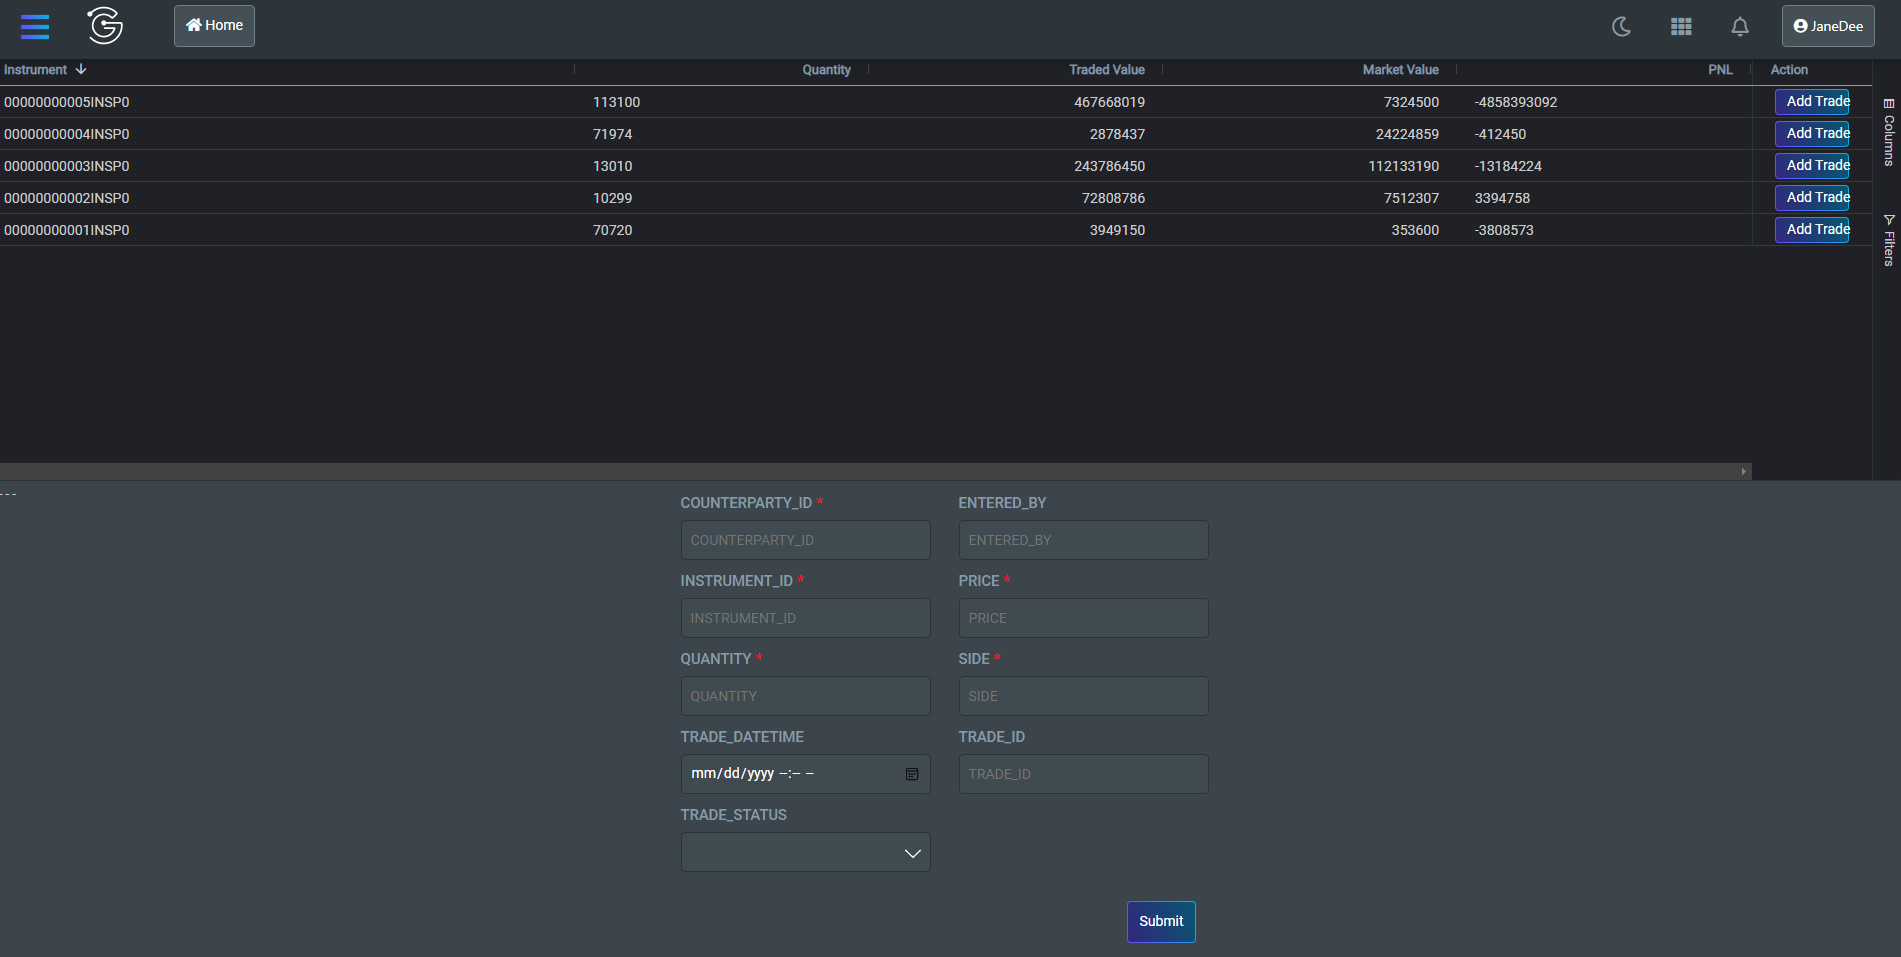 Home
JaneDee
Instrument Quantity Traded Value Market Value PNL Action
00000000005INSP0 113100 467668019 7324500 -4858393092 Add Trade
00000000004INSP0 71974 2878437 24224859 -412450 Add Trade
00000000003INSP0 13010 243786450 112133190 -13184224 Add Trade
00000000002INSP0 10299 72808786 7512307 3394758 Add Trade
00000000001INSP0 70720 3949150 353600 -3808573 Add Trade
Columns
Filters
---
COUNTERPARTY_ID * ENTERED_BY
COUNTERPARTY_ID ENTERED_BY
INSTRUMENT_ID * PRICE *
INSTRUMENT_ID PRICE
QUANTITY * SIDE *
QUANTITY SIDE
TRADE_DATETIME TRADE_ID
mm/dd/yyyy --:-- -- TRADE_ID
TRADE_STATUS
Submit